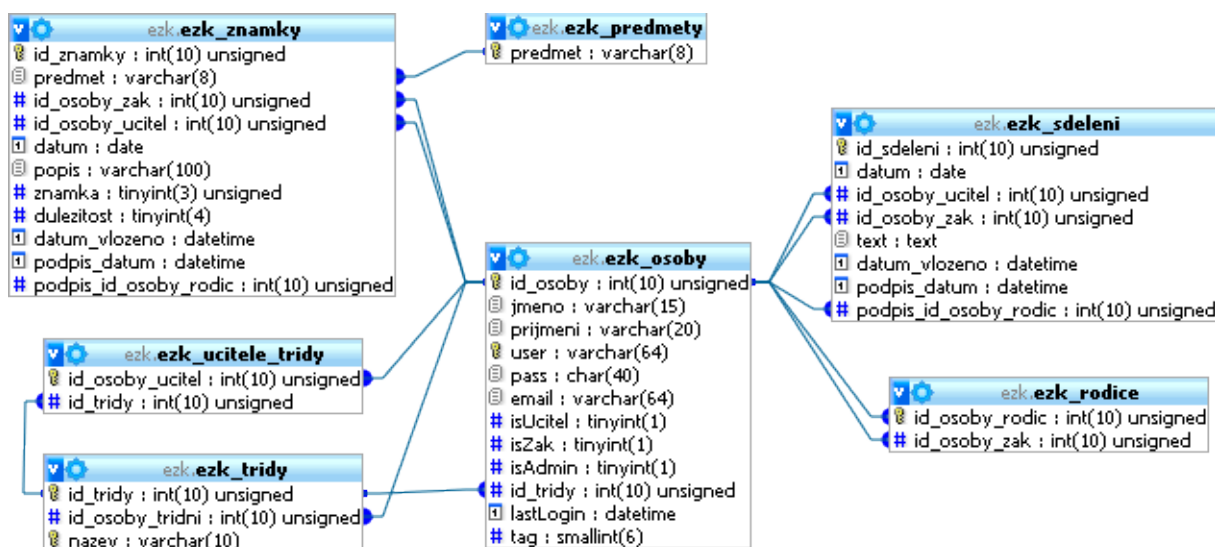 ezk.ezk_znamky
id_znamky : int(10) unsigned
predmet : varchar(8)
id_osoby_zak : int(10) unsigned
id_osoby_ucitel : int(10) unsigned
datum : date
popis : varchar(100)
znamka : tinyint(3) unsigned
dulezitost : tinyint(4)
datum_vlozeno : datetime
podpis_datum : datetime
podpis_id_osoby_rodic : int(10) unsigned
ezk.ezk_predmety
predmet : varchar(8)
ezk.ezk_sdeleni
id_sdeleni : int(10) unsigned
datum : date
id_osoby_ucitel : int(10) unsigned
id_osoby_zak : int(10) unsigned
text : text
datum_vlozeno : datetime
podpis_datum : datetime
podpis_id_osoby_rodic : int(10) unsigned
ezk.ezk_osoby
id_osoby : int(10) unsigned
jmeno : varchar(15)
prijmeni : varchar(20)
user : varchar(64)
pass : char(40)
email : varchar(64)
isUcitel : tinyint(1)
isZak : tinyint(1)
isAdmin : tinyint(1)
id_tridy : int(10) unsigned
lastLogin : datetime
tag : smallint(6)
ezk.ezk_ucitele_tridy
id_osoby_ucitel : int(10) unsigned
id_tridy : int(10) unsigned
ezk.ezk_rodice
id_osoby_rodic : int(10) unsigned
id_osoby_zak : int(10) unsigned
ezk.ezk_tridy
id_tridy : int(10) unsigned
id_osoby_tridni : int(10) unsigned
nazev : varchar(10)